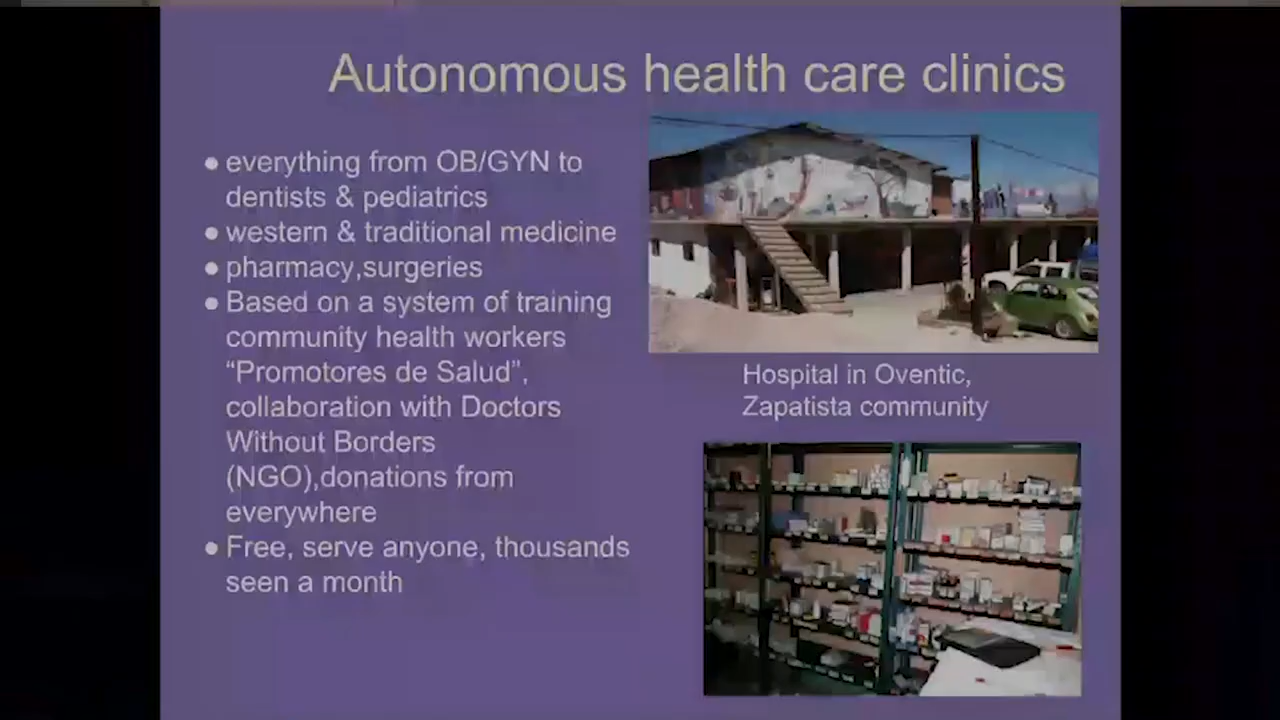 Autonomous health care clinics
● everything from OB/GYN to
dentists & pediatrics
● western & traditional medicine
● pharmacy,surgeries
● Based on a system of training
community health workers
“Promotores de Salud”,
collaboration with Doctors
Without Borders
(NGO),donations from
everywhere
● Free, serve anyone, thousands
seen a month
Hospital in Oventic,
Zapatista community